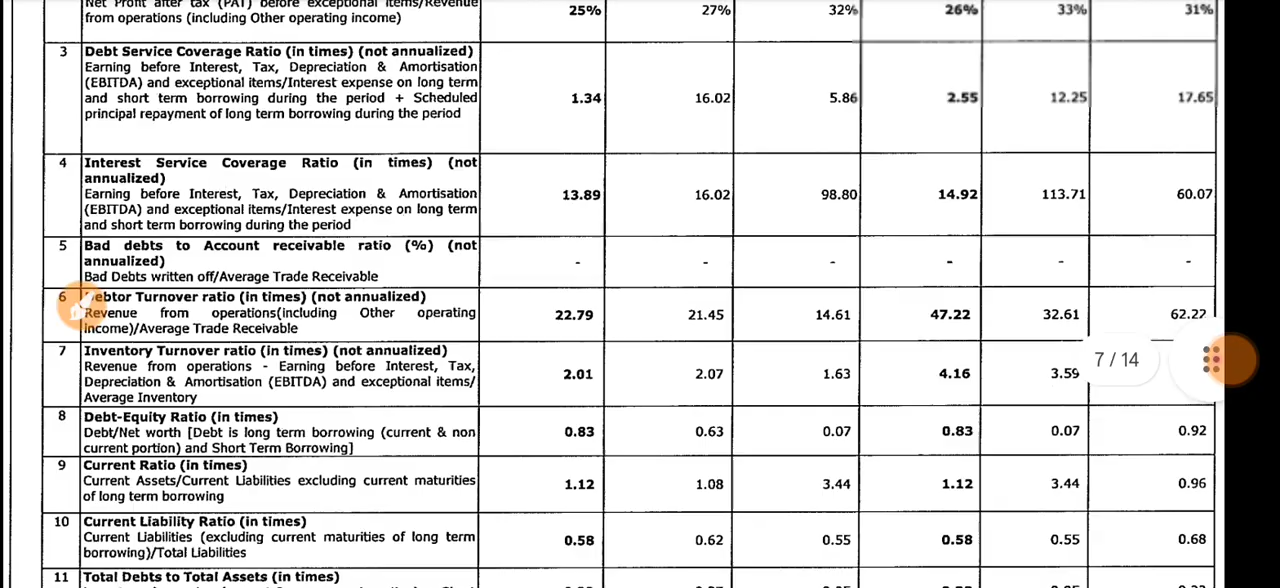 Net Profit after tax (PAT) before exceptional items/Revenue
from operations (including Other operating income) 25% 27% 32% 26% 33% 31%
3 Debt Service Coverage Ratio (in times) (not annualized)
Earning before Interest, Tax, Depreciation & Amortisation
(EBITDA) and exceptional items/Interest expense on long term
and short term borrowing during the period + Scheduled
principal repayment of long term borrowing during the period
1.34 16.02 5.86 2.55 12.25 17.65
4 Interest Service Coverage Ratio (in times) (not
annualized)
Earning before Interest, Tax, Depreciation & Amortisation
(EBITDA) and exceptional items/Interest expense on long term
and short term borrowing during the period
13.89 16.02 98.80 14.92 113.71 60.07
5 Bad debts to Account receivable ratio (%) (not
annualized)
Bad Debts written off/Average Trade Receivable
- - - - - -
6 Debtor Turnover ratio (in times) (not annualized)
Revenue from operations(including Other operating
income)/Average Trade Receivable
22.79 21.45 14.61 47.22 32.61 62.22
7 Inventory Turnover ratio (in times) (not annualized)
Revenue from operations - Earning before Interest, Tax,
Depreciation & Amortisation (EBITDA) and exceptional items/
Average Inventory
2.01 2.07 1.63 4.16 3.59
7 / 14
8 Debt-Equity Ratio (in times)
Debt/Net worth [Debt is long term borrowing (current & non
current portion) and Short Term Borrowing]
0.83 0.63 0.07 0.83 0.07 0.92
9 Current Ratio (in times)
Current Assets/Current Liabilities excluding current maturities
of long term borrowing
1.12 1.08 3.44 1.12 3.44 0.96
10 Current Liability Ratio (in times)
Current Liabilities (excluding current maturities of long term
borrowing)/Total Liabilities
0.58 0.62 0.55 0.58 0.55 0.68
11 Total Debts to Total Assets (in times)